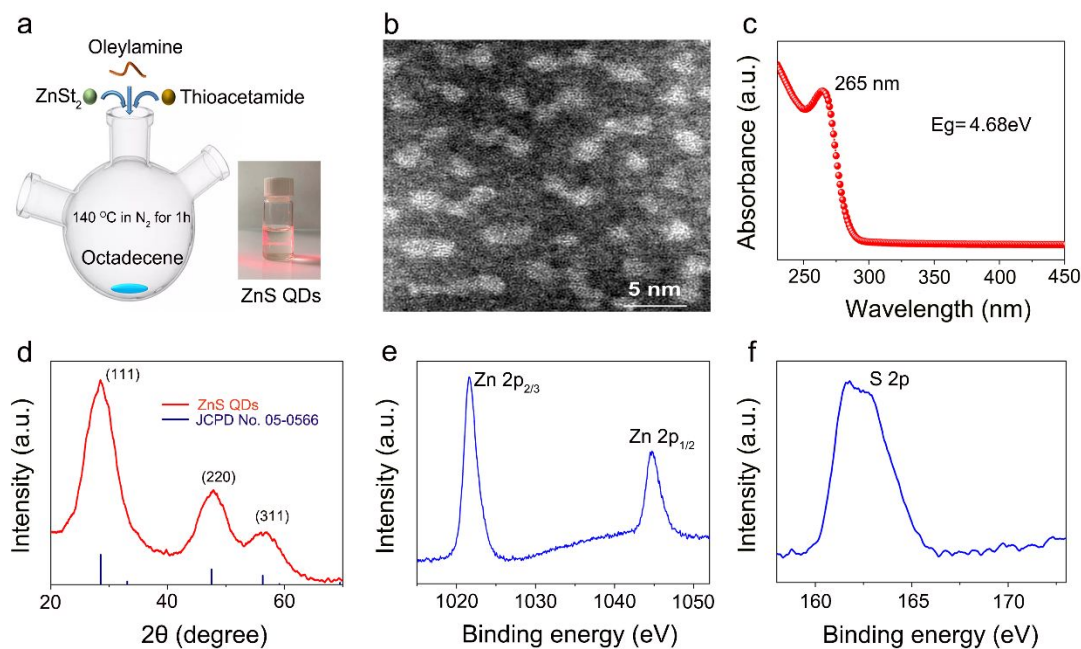 a
Oleylamine
ZnSt₂
Thioacetamide
140 °C in N₂ for 1h
Octadecene
ZnS QDs
b
5 nm
c
Absorbance (a.u.)
265 nm
Eg= 4.68eV
250 300 350 400 450
Wavelength (nm)
d
Intensity (a.u.)
(111)
ZnS QDs
JCPD No. 05-0566
(220)
(311)
20 40 60
2θ (degree)
e
Intensity (a.u.)
Zn 2p₂/₃
Zn 2p₁/₂
1020 1030 1040 1050
Binding energy (eV)
f
Intensity (a.u.)
S 2p
160 165 170
Binding energy (eV)